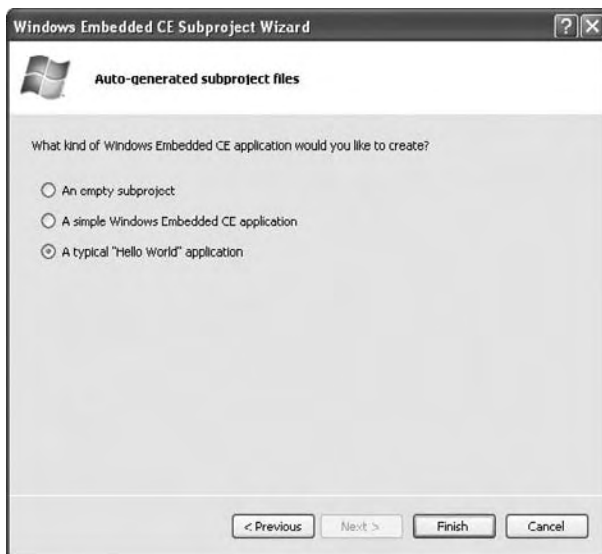 Windows Embedded CE Subproject Wizard
Auto-generated subproject files
What kind of Windows Embedded CE application would you like to create?
An empty subproject
A simple Windows Embedded CE application
A typical "Hello World" application
< Previous
Next >
Finish
Cancel